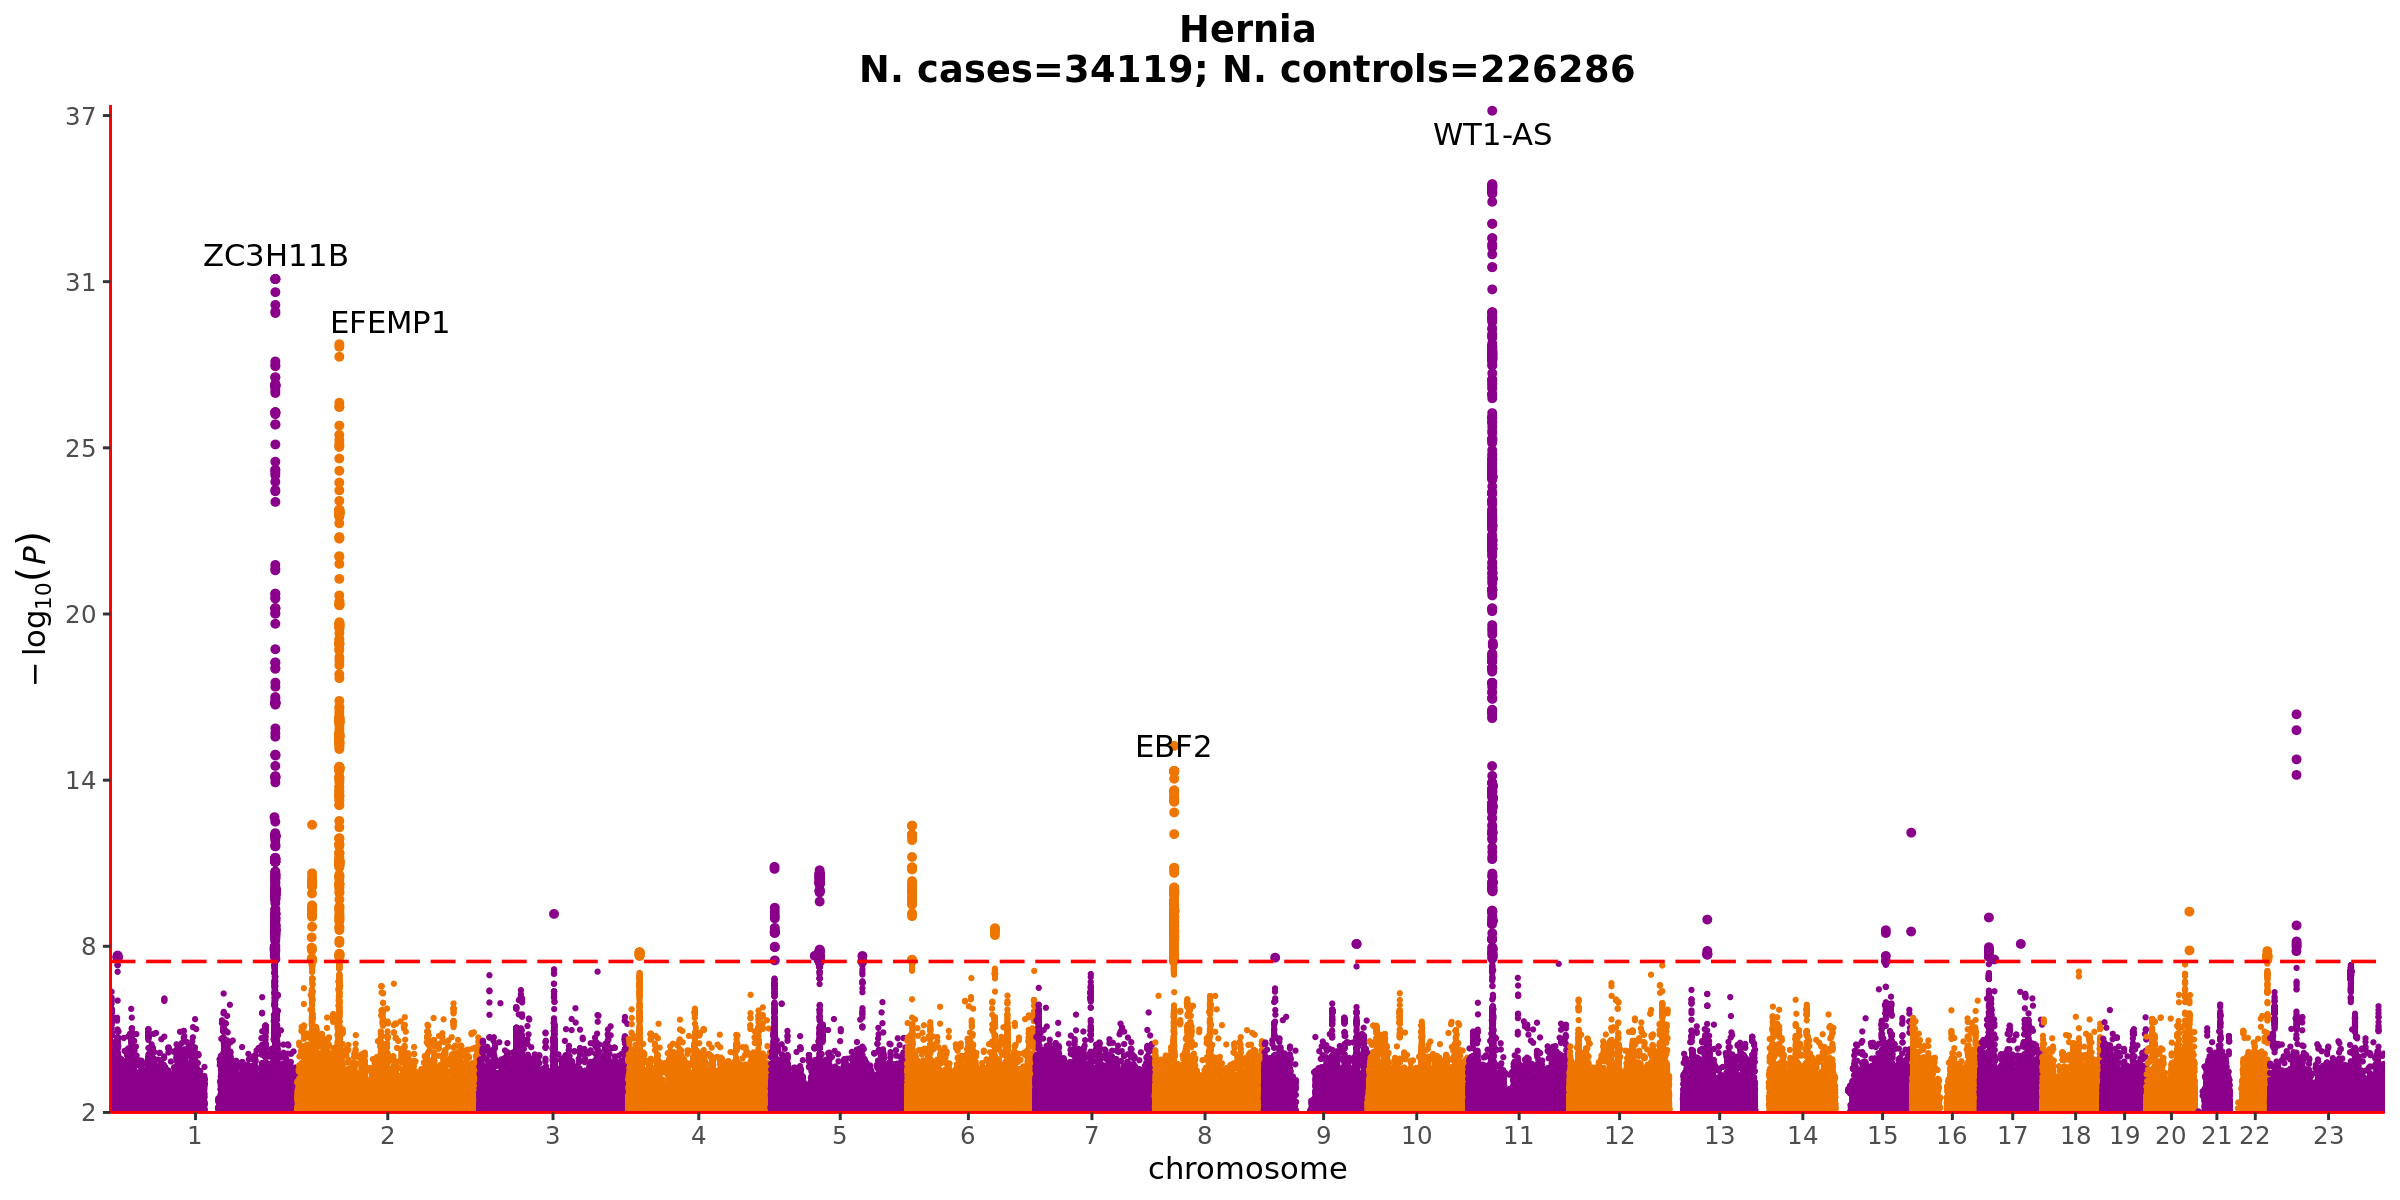 Hernia
N. cases=34119; N. controls=226286
37
WT1-AS
ZC3H11B
31
EFEMP1
25
− log10(P)
20
EBF2
14
8
2
1 2 3 4 5 6 7 8 9 10 11 12 13 14 15 16 17 18 19 20 21 22 23
chromosome